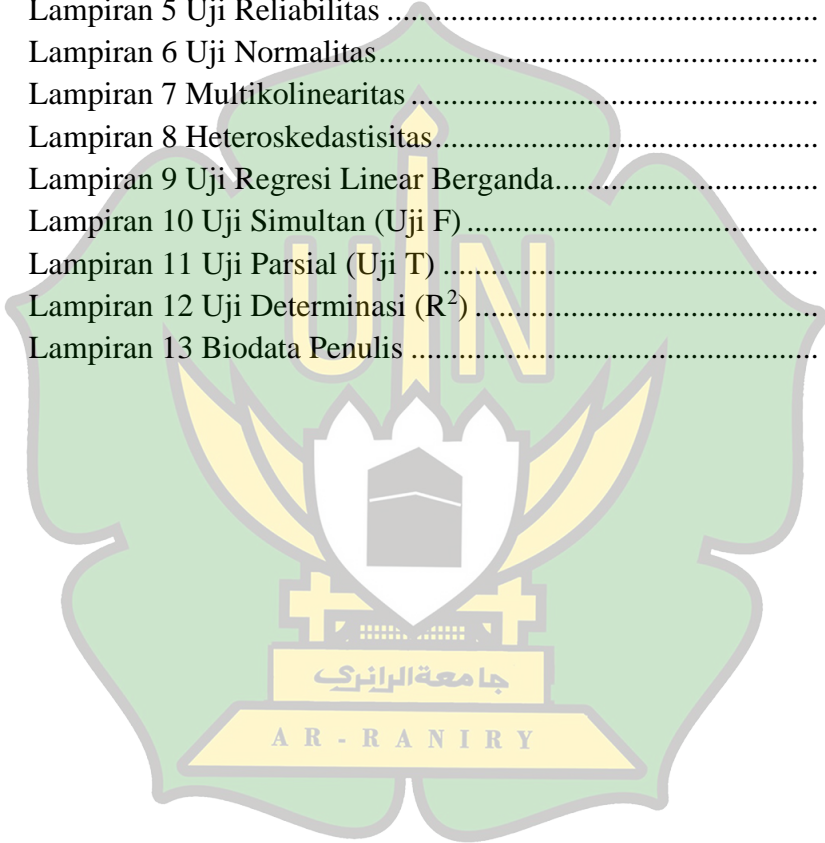 Lampiran 5 Uji Reliabilitas ........................................................
Lampiran 6 Uji Normalitas.........................................................
Lampiran 7 Multikolinearitas .....................................................
Lampiran 8 Heteroskedastisitas..................................................
Lampiran 9 Uji Regresi Linear Berganda..................................
Lampiran 10 Uji Simultan (Uji F) .............................................
Lampiran 11 Uji Parsial (Uji T) ................................................
Lampiran 12 Uji Determinasi (R²) ............................................
Lampiran 13 Biodata Penulis ....................................................
UIN
جامعةالرانري
AR-RANIRY